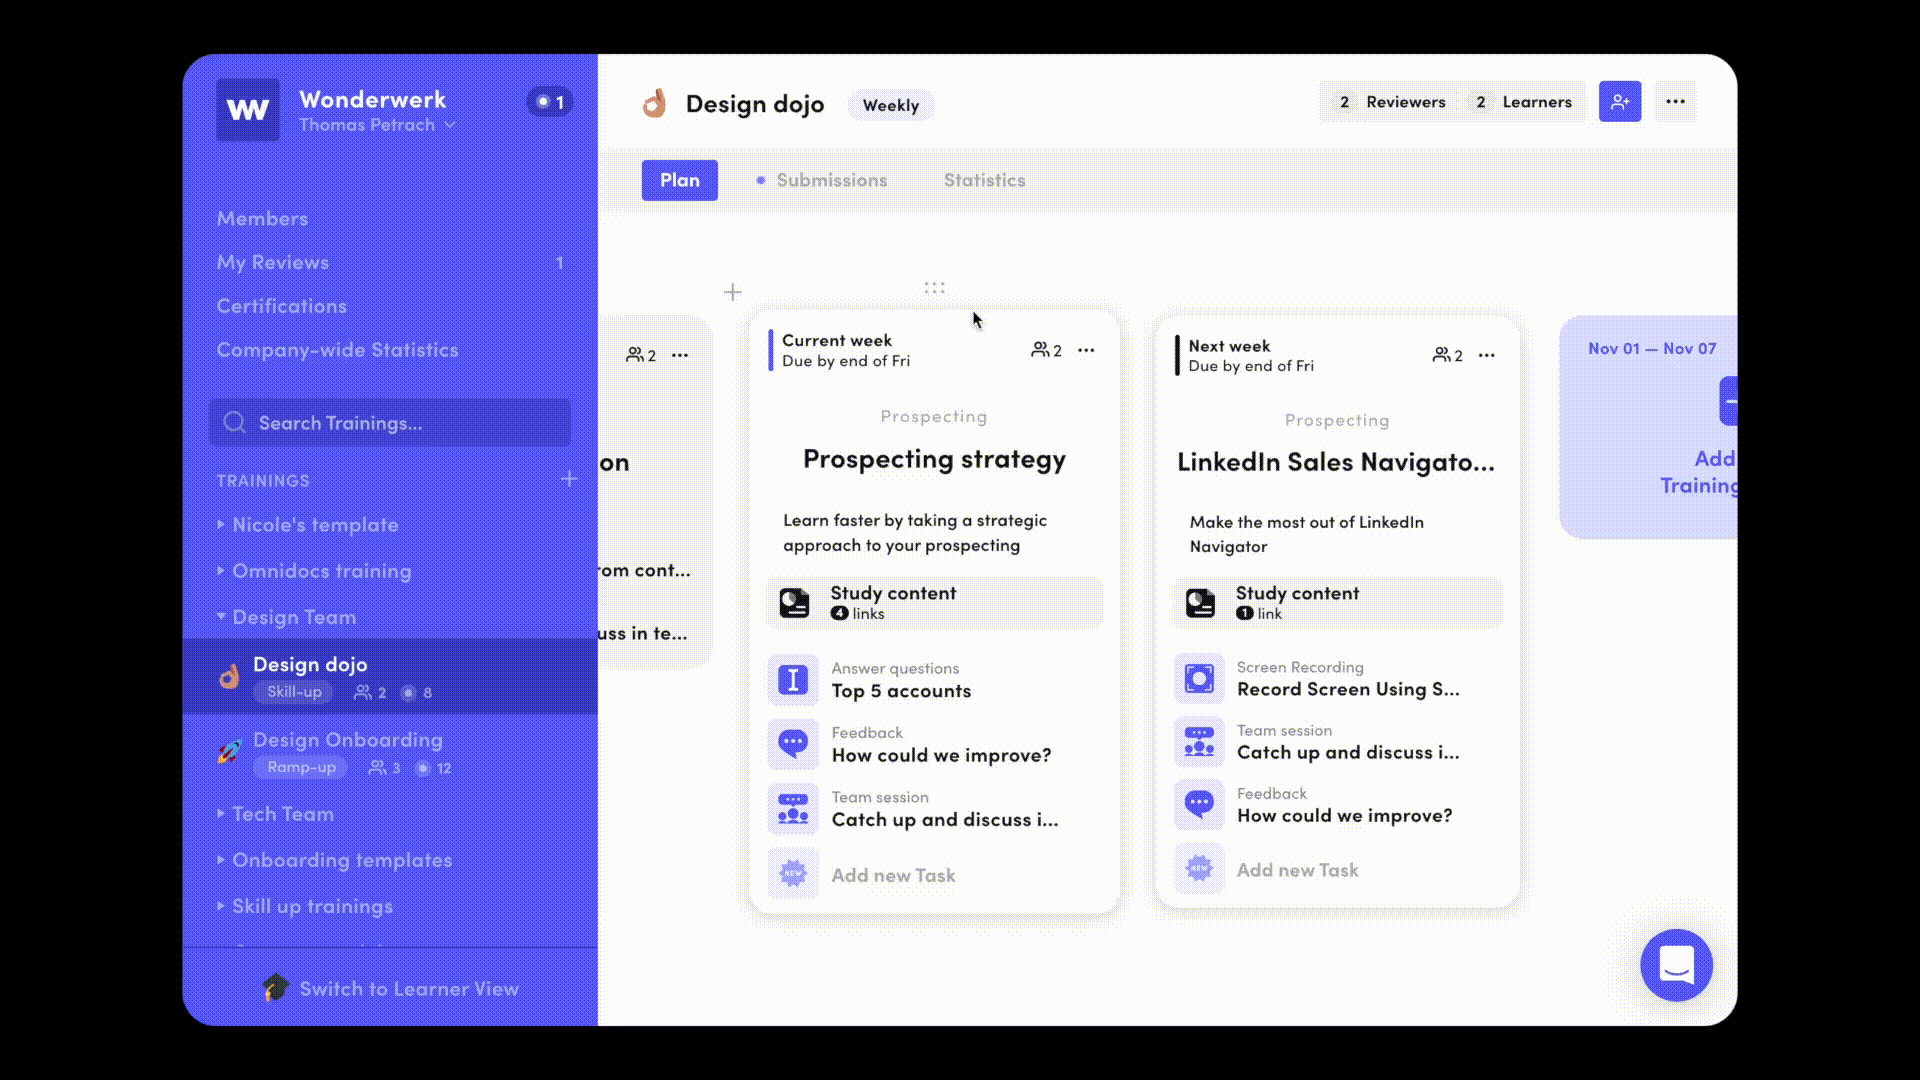 W
Wonderwerk
Thomas Petrach
1
Members
My Reviews 1
Certifications
Company-wide Statistics
Search Trainings...
TRAININGS
Nicole's template
Omnidocs training
Design Team
Design dojo
Skill-up 2 8
Design Onboarding
Ramp-up 3 12
Tech Team
Onboarding templates
Skill up trainings
Switch to Learner View
Design dojo Weekly
2 Reviewers 2 Learners
Plan Submissions Statistics
2
on
rom cont...
uss in te...
Current week
Due by end of Fri
2
Prospecting
Prospecting strategy
Learn faster by taking a strategic
approach to your prospecting
Study content
4 links
Answer questions
Top 5 accounts
Feedback
How could we improve?
Team session
Catch up and discuss i...
NEW
Add new Task
Next week
Due by end of Fri
2
Prospecting
LinkedIn Sales Navigato...
Make the most out of LinkedIn
Navigator
Study content
1 link
Screen Recording
Record Screen Using S...
Team session
Catch up and discuss i...
Feedback
How could we improve?
NEW
Add new Task
Nov 01 — Nov 07
Add
Training